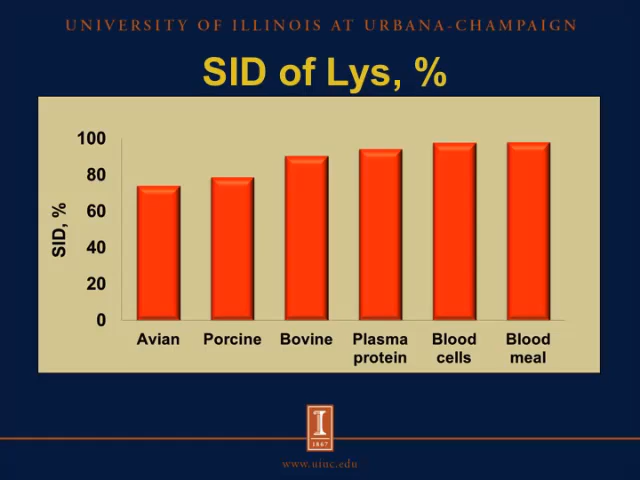 UNIVERSITY OF ILLINOIS AT URBANA-CHAMPAIGN
SID of Lys, %
100
80
60
40
20
0
SID, %
Avian Porcine Bovine Plasma protein Blood cells Blood meal
I
1867
www.uiuc.edu